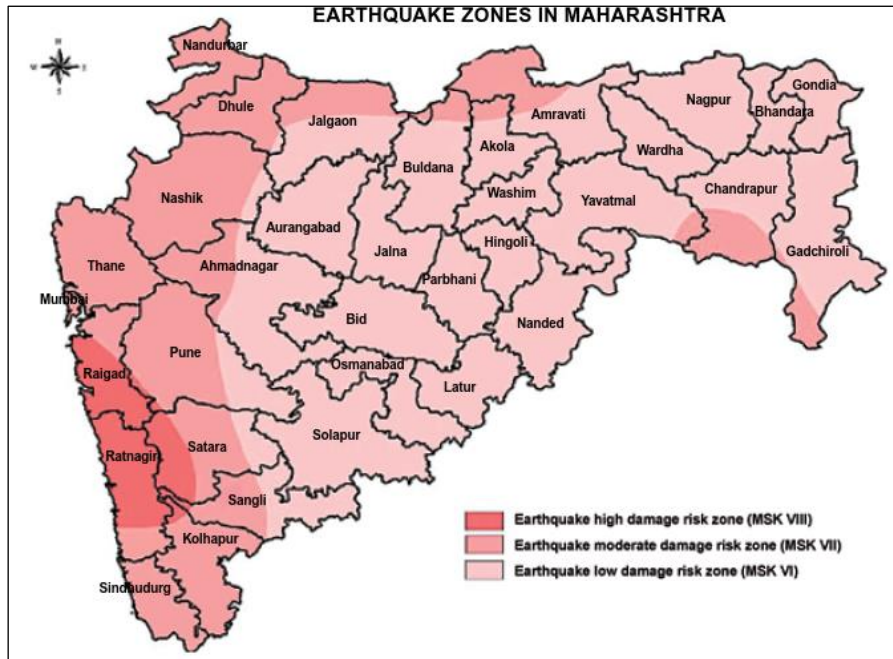 EARTHQUAKE ZONES IN MAHARASHTRA
N
W E
S
Nandurbar
Dhule
Jalgaon
Amravati
Nagpur
Gondia
Bhandara
Akola
Buldana
Wardha
Washim
Nashik
Yavatmal
Chandrapur
Aurangabad
Jalna
Hingoli
Gadchiroli
Thane
Ahmadnagar
Parbhani
Mumbai
Bid
Nanded
Pune
Osmanabad
Raigad
Latur
Solapur
Satara
Ratnagiri
Sangli
Kolhapur
Sindhudurg
Earthquake high damage risk zone (MSK VIII)
Earthquake moderate damage risk zone (MSK VII)
Earthquake low damage risk zone (MSK VI)